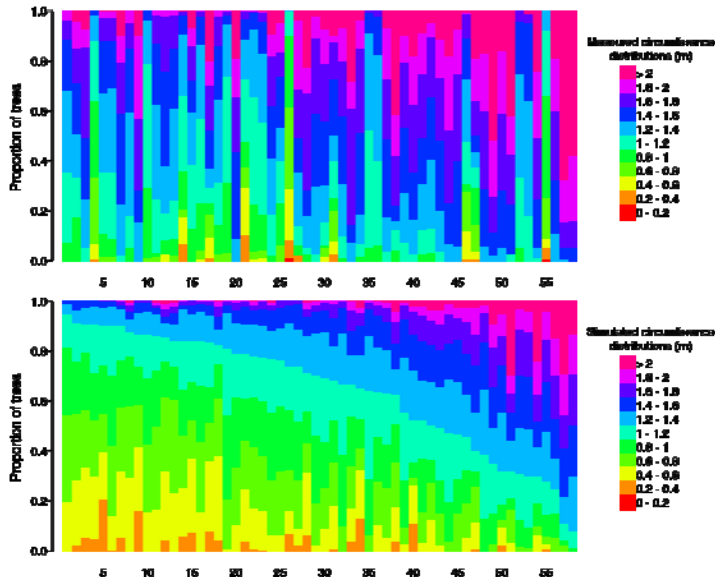 1.0
0.8
0.6
0.4
0.2
0.0
Proportion of trees
5 10 15 20 25 30 35 40 45 50 55
Measured circumference
distributions (m)
> 2
1.8 - 2
1.6 - 1.8
1.4 - 1.6
1.2 - 1.4
1 - 1.2
0.8 - 1
0.6 - 0.8
0.4 - 0.6
0.2 - 0.4
0 - 0.2
1.0
0.8
0.6
0.4
0.2
0.0
Proportion of trees
5 10 15 20 25 30 35 40 45 50 55
Simulated circumference
distributions (m)
> 2
1.8 - 2
1.6 - 1.8
1.4 - 1.6
1.2 - 1.4
1 - 1.2
0.8 - 1
0.6 - 0.8
0.4 - 0.6
0.2 - 0.4
0 - 0.2